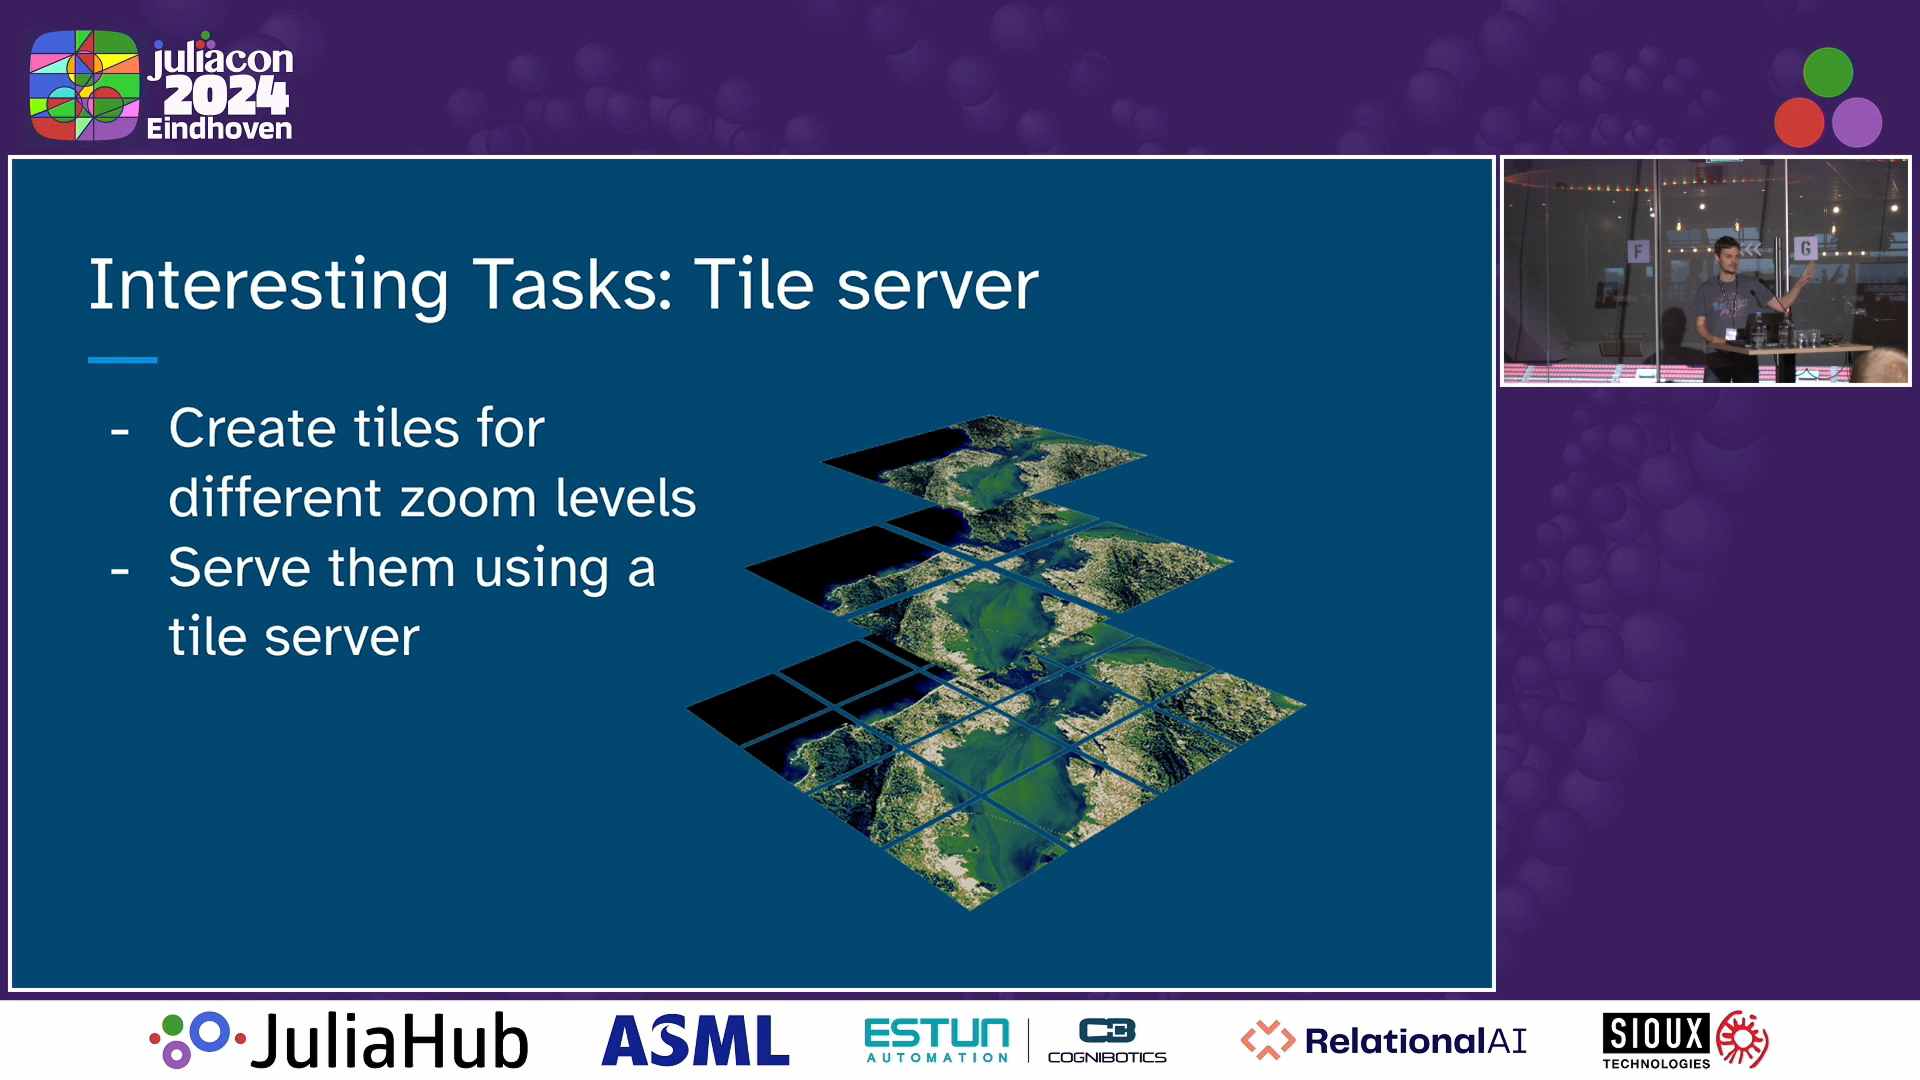 juliacon
2024
Eindhoven
Interesting Tasks: Tile server
- Create tiles for
different zoom levels
- Serve them using a
tile server
F
G
JuliaHub
ASML
ESTUN
AUTOMATION
COGNIBOTICS
RelationalAI
SIOUX
TECHNOLOGIES